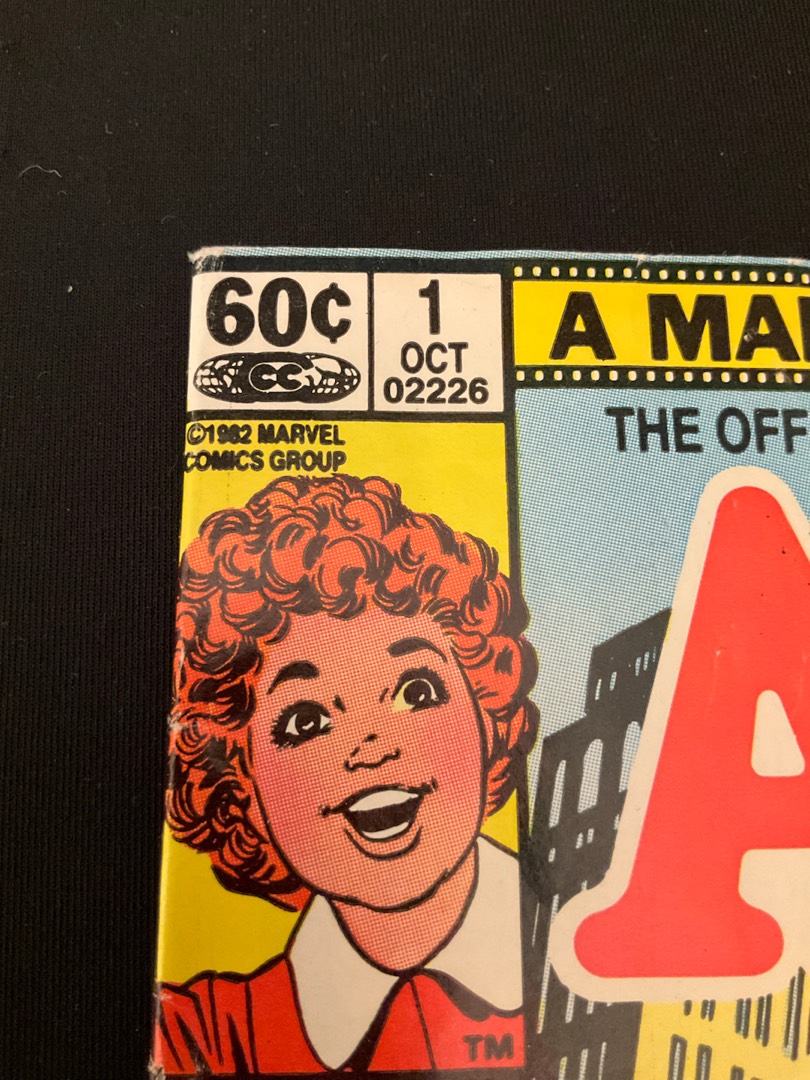 60¢
CC
1
OCT
02226
©1982 MARVEL
COMICS GROUP
A MA
THE OFF
A
TM